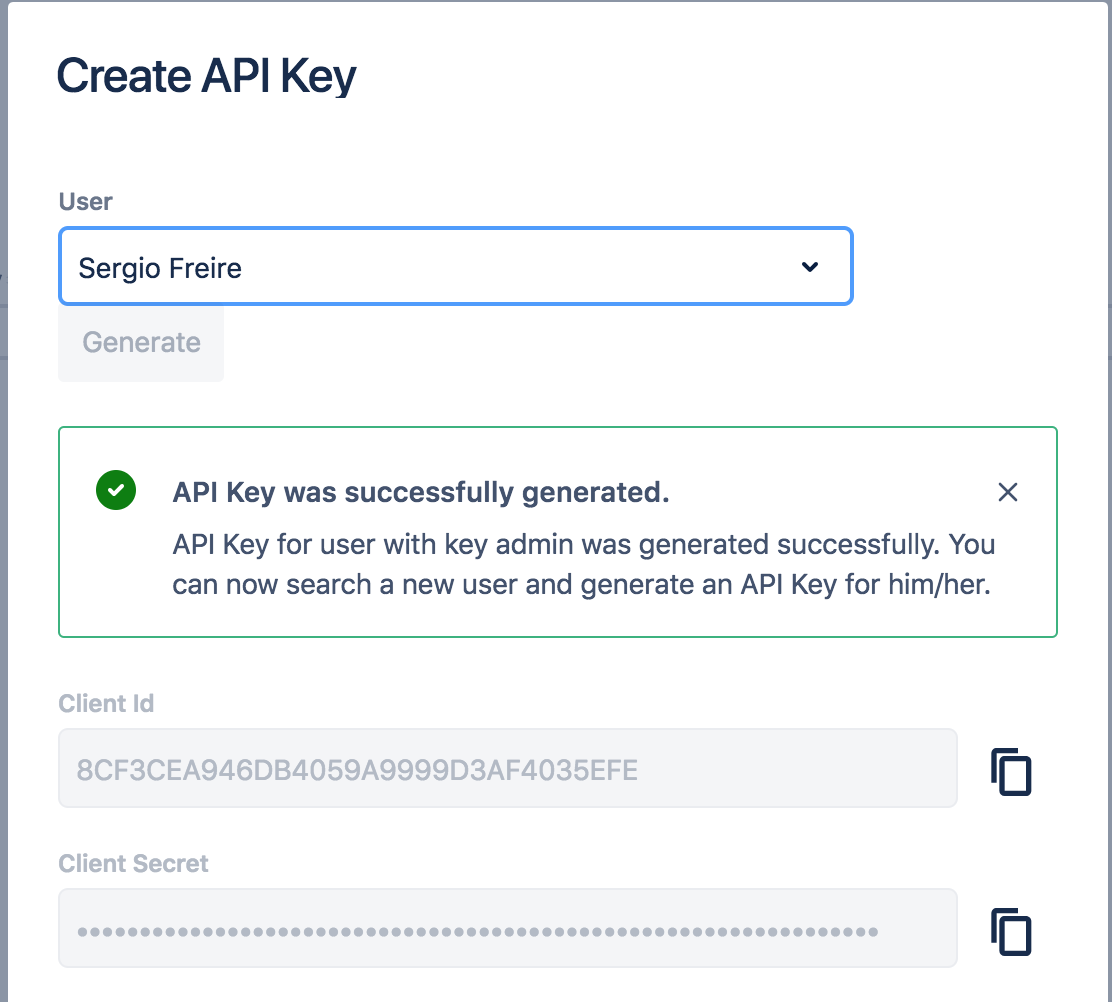 Create API Key
User
Sergio Freire
Generate
API Key was successfully generated.
API Key for user with key admin was generated successfully. You
can now search a new user and generate an API Key for him/her.
Client Id
8CF3CEA946DB4059A9999D3AF4035EFE
Client Secret